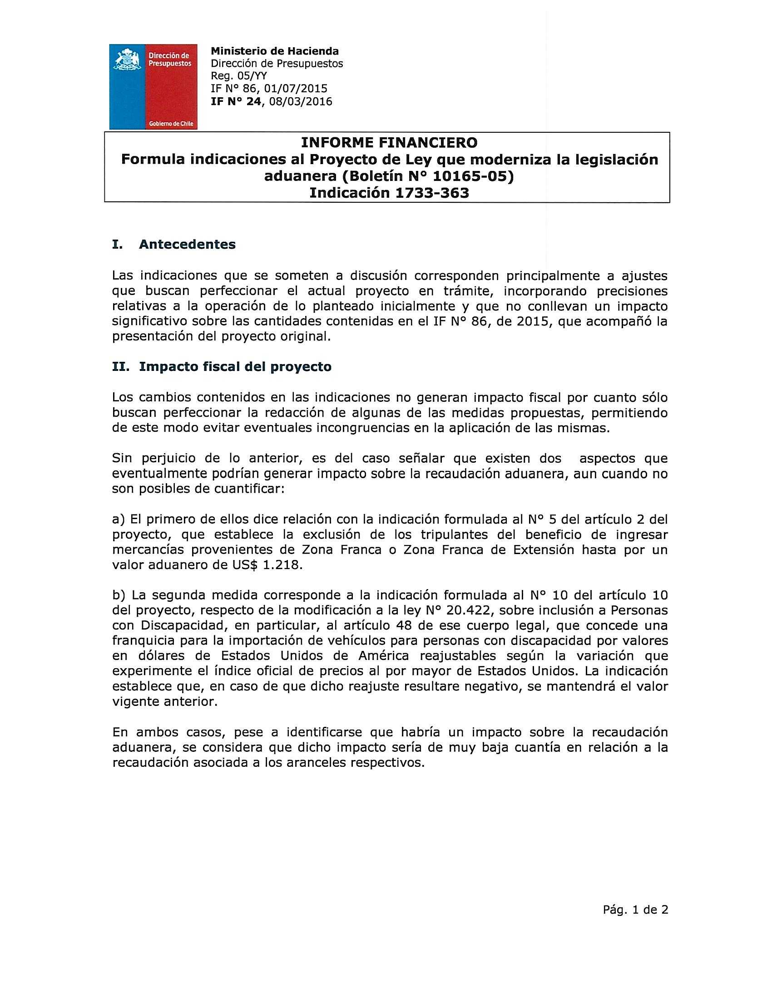 Dirección de
Presupuestos
Gobierno de Chile
Ministerio de Hacienda
Dirección de Presupuestos
Reg. 05/YY
IF Nº 86, 01/07/2015
IF Nº 24, 08/03/2016
INFORME FINANCIERO
Formula indicaciones al Proyecto de Ley que moderniza la legislación
aduanera (Boletín Nº 10165-05)
Indicación 1733-363
I. Antecedentes
Las indicaciones que se someten a discusión corresponden principalmente a ajustes
que buscan perfeccionar el actual proyecto en trámite, incorporando precisiones
relativas a la operación de lo planteado inicialmente y que no conllevan un impacto
significativo sobre las cantidades contenidas en el IF Nº 86, de 2015, que acompañó la
presentación del proyecto original.
II. Impacto fiscal del proyecto
Los cambios contenidos en las indicaciones no generan impacto fiscal por cuanto sólo
buscan perfeccionar la redacción de algunas de las medidas propuestas, permitiendo
de este modo evitar eventuales incongruencias en la aplicación de las mismas.
Sin perjuicio de lo anterior, es del caso señalar que existen dos aspectos que
eventualmente podrían generar impacto sobre la recaudación aduanera, aun cuando no
son posibles de cuantificar:
a) El primero de ellos dice relación con la indicación formulada al Nº 5 del artículo 2 del
proyecto, que establece la exclusión de los tripulantes del beneficio de ingresar
mercancías provenientes de Zona Franca o Zona Franca de Extensión hasta por un
valor aduanero de US$ 1.218.
b) La segunda medida corresponde a la indicación formulada al Nº 10 del artículo 10
del proyecto, respecto de la modificación a la ley Nº 20.422, sobre inclusión a Personas
con Discapacidad, en particular, al artículo 48 de ese cuerpo legal, que concede una
franquicia para la importación de vehículos para personas con discapacidad por valores
en dólares de Estados Unidos de América reajustables según la variación que
experimente el índice oficial de precios al por mayor de Estados Unidos. La indicación
establece que, en caso de que dicho reajuste resultare negativo, se mantendrá el valor
vigente anterior.
En ambos casos, pese a identificarse que habría un impacto sobre la recaudación
aduanera, se considera que dicho impacto sería de muy baja cuantía en relación a la
recaudación asociada a los aranceles respectivos.
Pág. 1 de 2